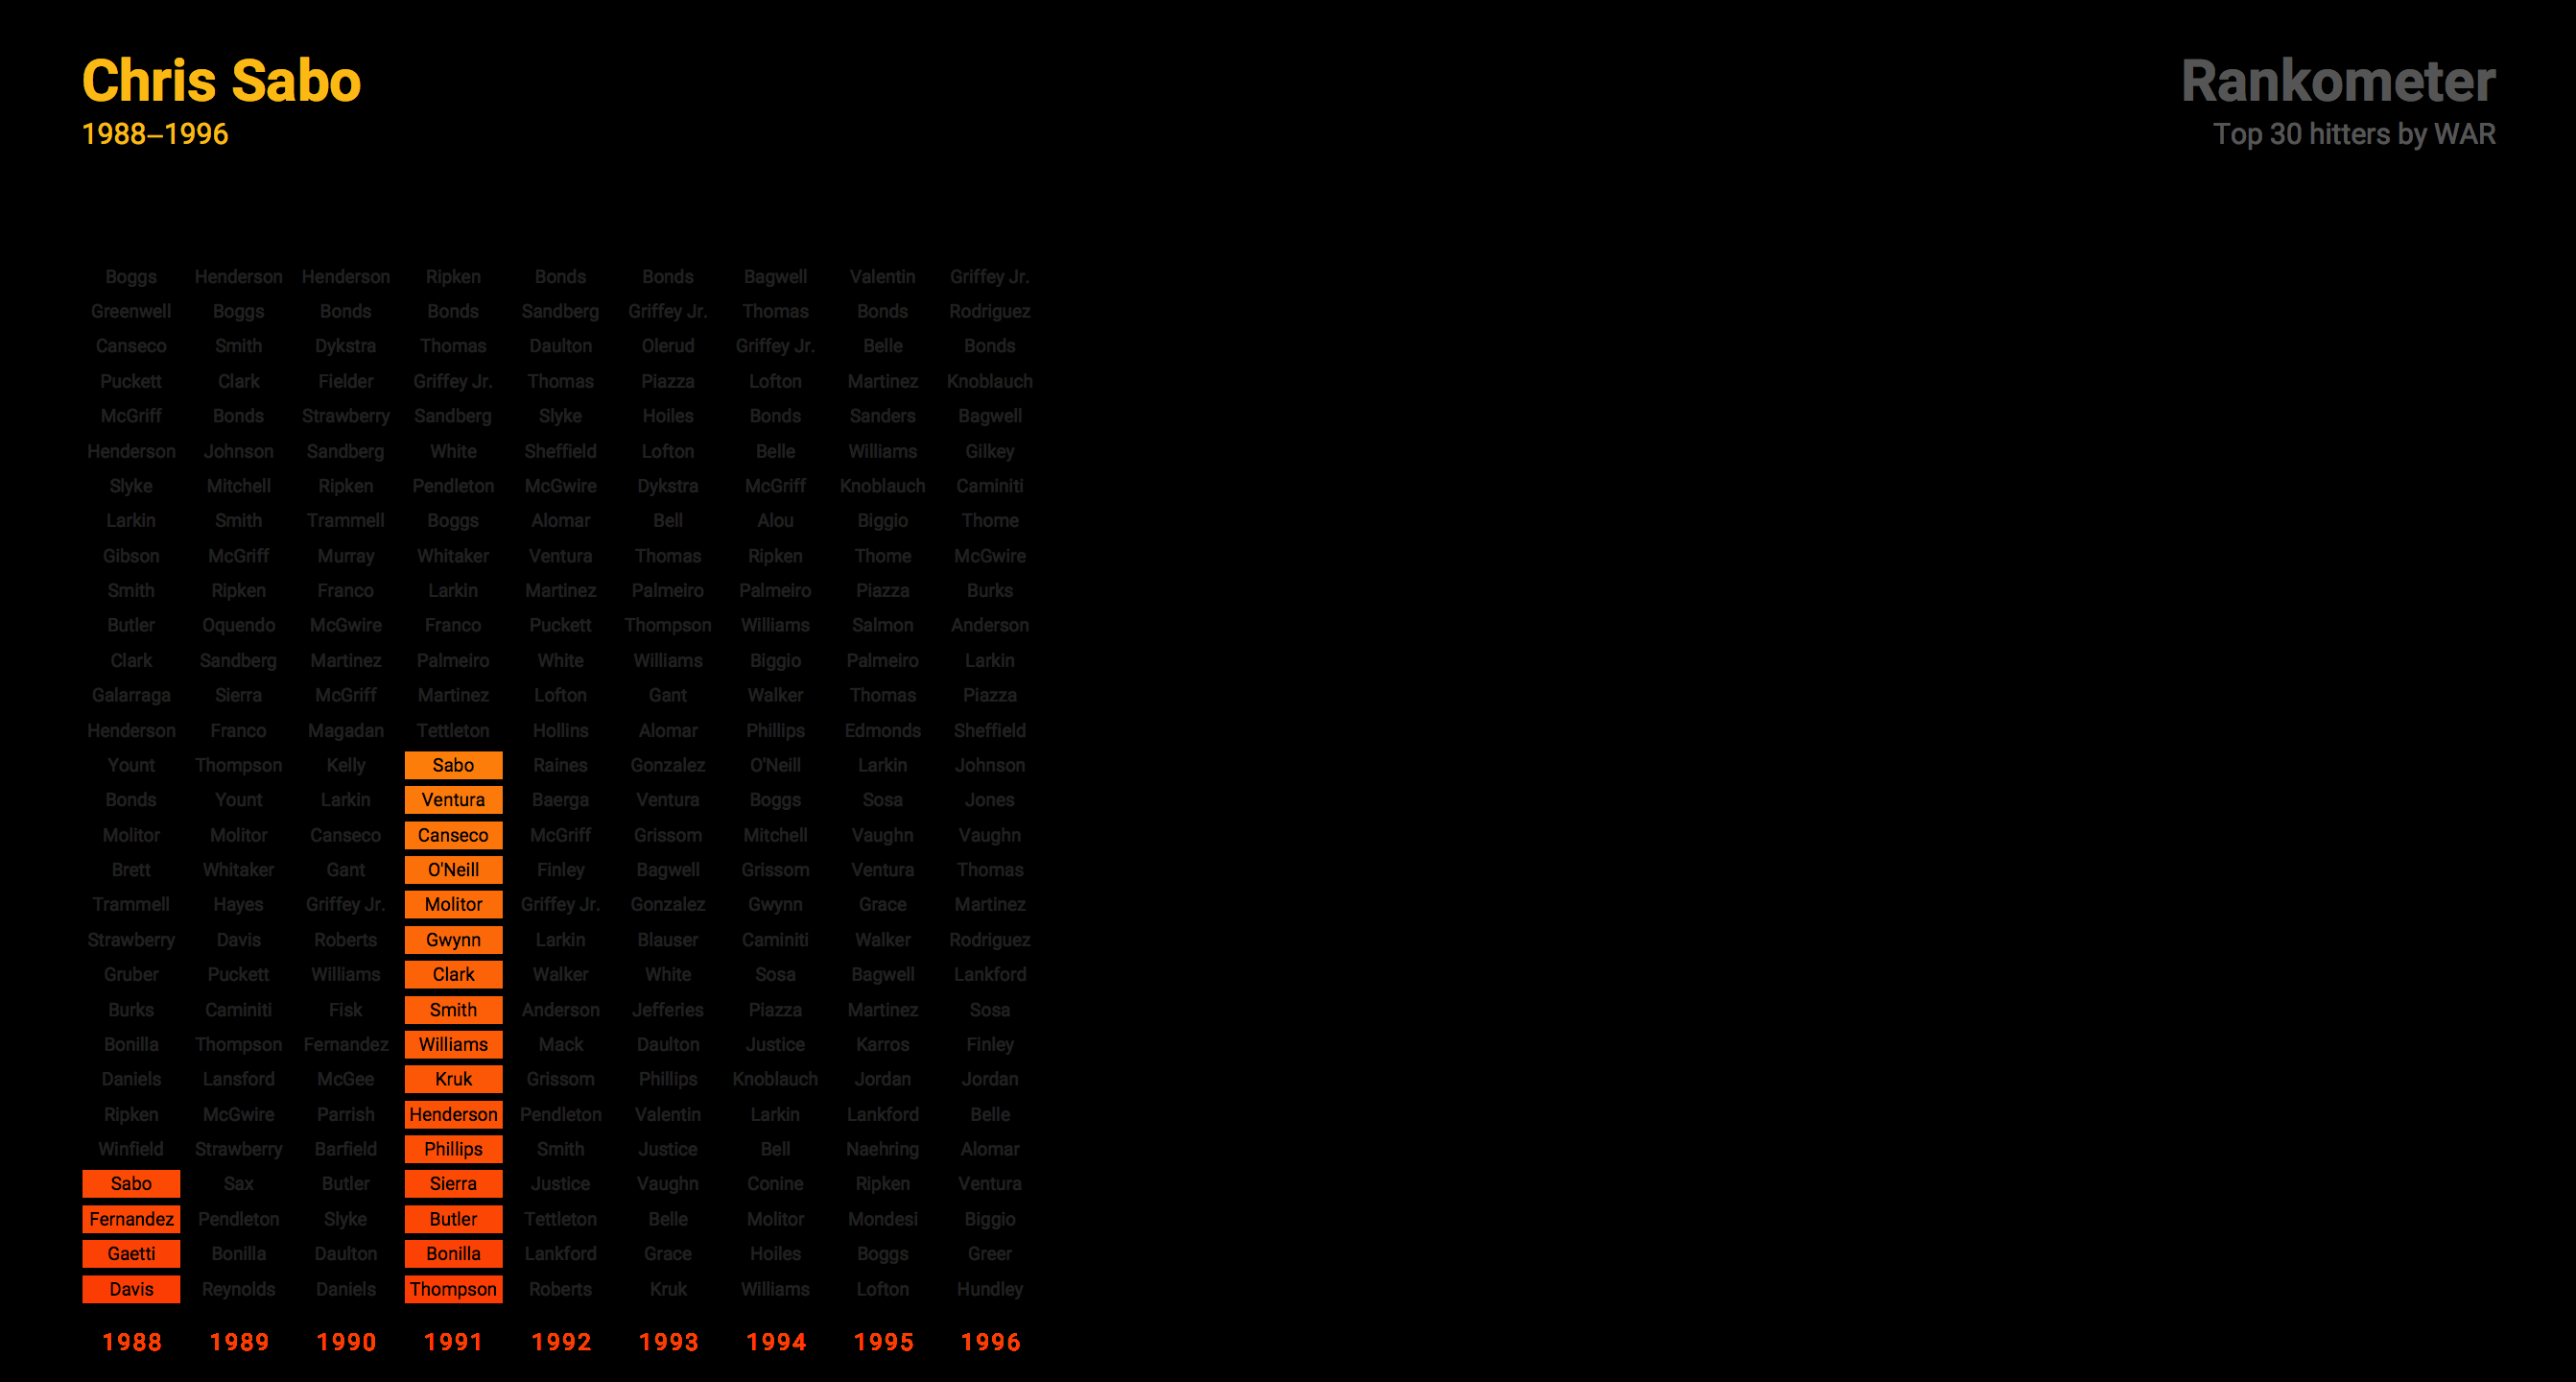 Chris Sabo
1988–1996
Rankometer
Top 30 hitters by WAR
Boggs Henderson Henderson Ripken Bonds Bonds Bagwell Valentin Griffey Jr.
Greenwell Boggs Bonds Bonds Sandberg Griffey Jr. Thomas Bonds Rodriguez
Canseco Smith Dykstra Thomas Daulton Olerud Griffey Jr. Belle Bonds
Puckett Clark Fielder Griffey Jr. Thomas Piazza Lofton Martinez Knoblauch
McGriff Bonds Strawberry Sandberg Slyke Hoiles Bonds Sanders Bagwell
Henderson Johnson Sandberg White Sheffield Lofton Belle Williams Gilkey
Slyke Mitchell Ripken Pendleton McGwire Dykstra McGriff Knoblauch Caminiti
Larkin Smith Trammell Boggs Alomar Bell Alou Biggio Thome
Gibson McGriff Murray Whitaker Ventura Thomas Ripken Thome McGwire
Smith Ripken Franco Larkin Martinez Palmeiro Palmeiro Piazza Burks
Butler Oquendo McGwire Franco Puckett Thompson Williams Salmon Anderson
Clark Sandberg Martinez Palmeiro White Williams Biggio Palmeiro Larkin
Galarraga Sierra McGriff Martinez Lofton Gant Walker Thomas Piazza
Henderson Franco Magadan Tettleton Hollins Alomar Phillips Edmonds Sheffield
Yount Thompson Kelly Sabo Raines Gonzalez O'Neill Larkin Johnson
Bonds Yount Larkin Ventura Baerga Ventura Boggs Sosa Jones
Molitor Molitor Canseco Canseco McGriff Grissom Mitchell Vaughn Vaughn
Brett Whitaker Gant O'Neill Finley Bagwell Grissom Ventura Thomas
Trammell Hayes Griffey Jr. Molitor Griffey Jr. Gonzalez Gwynn Grace Martinez
Strawberry Davis Roberts Gwynn Larkin Blauser Caminiti Walker Rodriguez
Gruber Puckett Williams Clark Walker White Sosa Bagwell Lankford
Burks Caminiti Fisk Smith Anderson Jefferies Piazza Martinez Sosa
Bonilla Thompson Fernandez Williams Mack Daulton Justice Karros Finley
Daniels Lansford McGee Kruk Grissom Phillips Knoblauch Jordan Jordan
Ripken McGwire Parrish Henderson Pendleton Valentin Larkin Lankford Belle
Winfield Strawberry Barfield Phillips Smith Justice Bell Naehring Alomar
Sabo Sax Butler Sierra Justice Vaughn Conine Ripken Ventura
Fernandez Pendleton Slyke Butler Tettleton Belle Molitor Mondesi Biggio
Gaetti Bonilla Daulton Bonilla Lankford Grace Hoiles Boggs Greer
Davis Reynolds Daniels Thompson Roberts Kruk Williams Lofton Hundley
1988 1989 1990 1991 1992 1993 1994 1995 1996